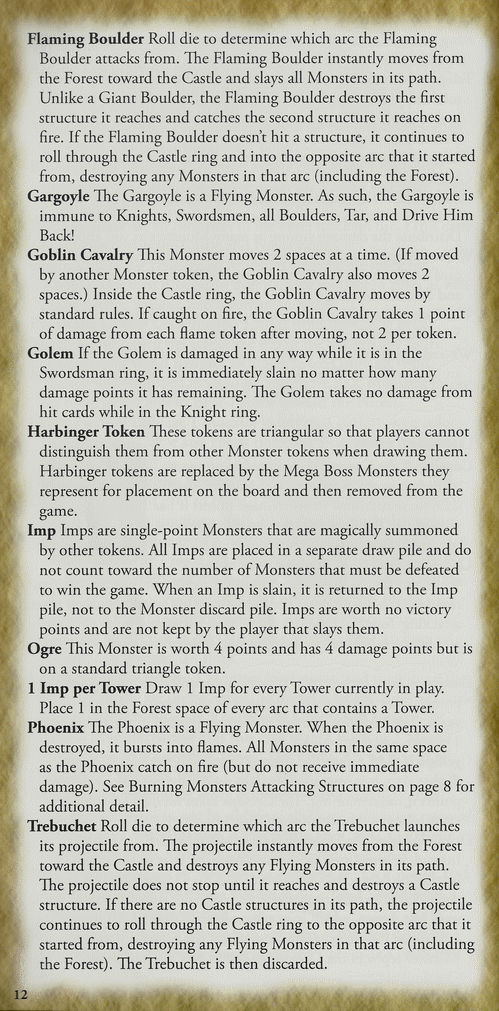 Flaming Boulder Roll die to determine which arc the Flaming
Boulder attacks from. The Flaming Boulder instantly moves from
the Forest toward the Castle and slays all Monsters in its path.
Unlike a Giant Boulder, the Flaming Boulder destroys the first
structure it reaches and catches the second structure it reaches on
fire. If the Flaming Boulder doesn't hit a structure, it continues to
roll through the Castle ring and into the opposite arc that it started
from, destroying any Monsters in that arc (including the Forest).
Gargoyle The Gargoyle is a Flying Monster. As such, the Gargoyle is
immune to Knights, Swordsmen, all Boulders, Tar, and Drive Him
Back!
Goblin Cavalry This Monster moves 2 spaces at a time. (If moved
by another Monster token, the Goblin Cavalry also moves 2
spaces.) Inside the Castle ring, the Goblin Cavalry moves by
standard rules. If caught on fire, the Goblin Cavalry takes 1 point
of damage from each flame token after moving, not 2 per token.
Golem If the Golem is damaged in any way while it is in the
Swordsman ring, it is immediately slain no matter how many
damage points it has remaining. The Golem takes no damage from
hit cards while in the Knight ring.
Harbinger Token These tokens are triangular so that players cannot
distinguish them from other Monster tokens when drawing them.
Harbinger tokens are replaced by the Mega Boss Monsters they
represent for placement on the board and then removed from the
game.
Imp Imps are single-point Monsters that are magically summoned
by other tokens. All Imps are placed in a separate draw pile and do
not count toward the number of Monsters that must be defeated
to win the game. When an Imp is slain, it is returned to the Imp
pile, not to the Monster discard pile. Imps are worth no victory
points and are not kept by the player that slays them.
Ogre This Monster is worth 4 points and has 4 damage points but is
on a standard triangle token.
1 Imp per Tower Draw 1 Imp for every Tower currently in play.
Place 1 in the Forest space of every arc that contains a Tower.
Phoenix The Phoenix is a Flying Monster. When the Phoenix is
destroyed, it bursts into flames. All Monsters in the same space
as the Phoenix catch on fire (but do not receive immediate
damage). See Burning Monsters Attacking Structures on page 8 for
additional detail.
Trebuchet Roll die to determine which arc the Trebuchet launches
its projectile from. The projectile instantly moves from the Forest
toward the Castle and destroys any Flying Monsters in its path.
The projectile does not stop until it reaches and destroys a Castle
structure. If there are no Castle structures in its path, the projectile
continues to roll through the Castle ring to the opposite arc that it
started from, destroying any Flying Monsters in that arc (including
the Forest). The Trebuchet is then discarded.
12